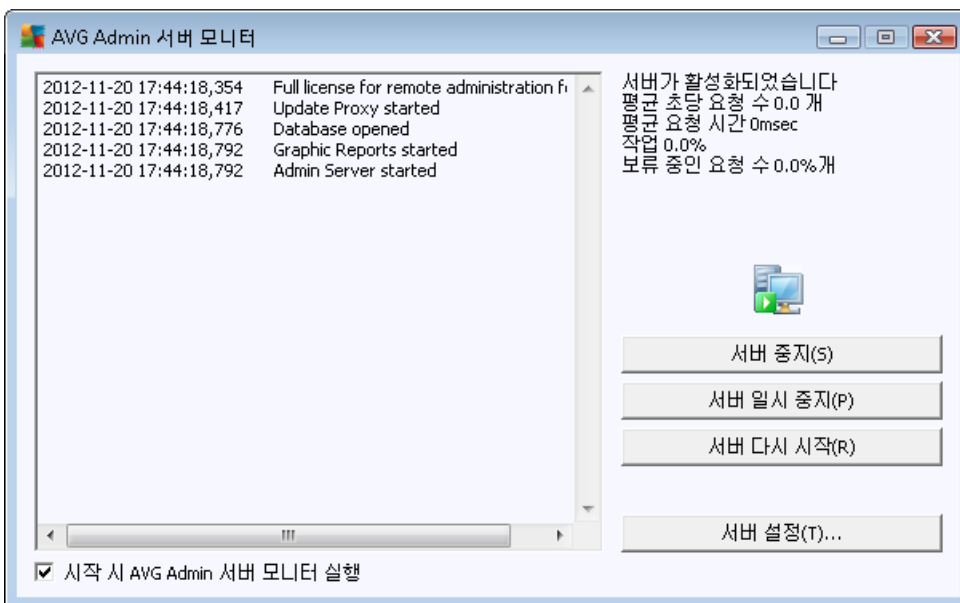 AVG Admin 서버 모니터
2012-11-20 17:44:18,354 Full license for remote administration
2012-11-20 17:44:18,417 Update Proxy started
2012-11-20 17:44:18,776 Database opened
2012-11-20 17:44:18,792 Graphic Reports started
2012-11-20 17:44:18,792 Admin Server started
서버가 활성화되었습니다
평균 초당 요청 수 0.0 개
평균 요청 시간 0msec
작업 0.0%
보류 중인 요청 수 0.0%개
서버 중지(S)
서버 일시 중지(P)
서버 다시 시작(R)
서버 설정(T)...
시작 시 AVG Admin 서버 모니터 실행